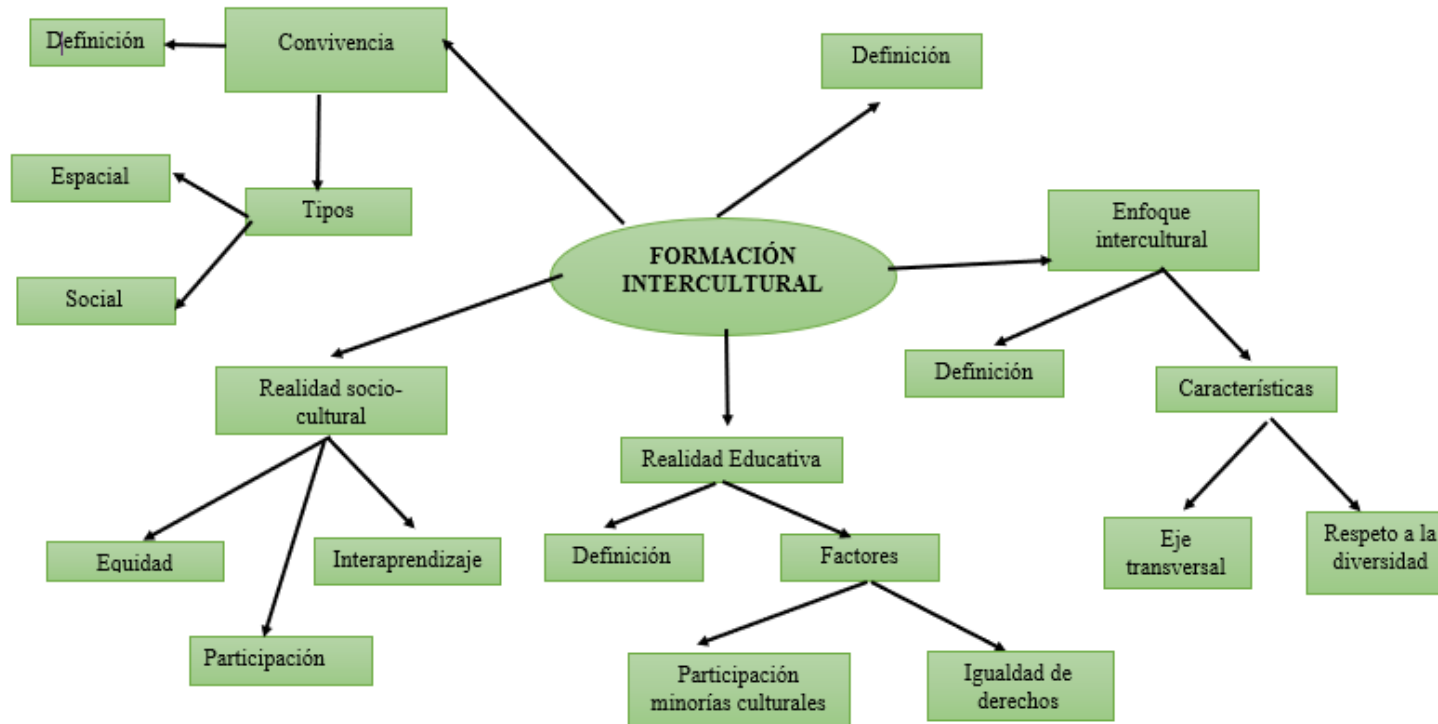 Definición
Convivencia
Definición
Espacial
Tipos
Enfoque
intercultural
FORMACIÓN
INTERCULTURAL
Social
Definición
Características
Realidad socio-
cultural
Realidad Educativa
Equidad
Interaprendizaje
Definición
Factores
Eje
transversal
Respeto a la
diversidad
Participación
Participación
minorías culturales
Igualdad de
derechos